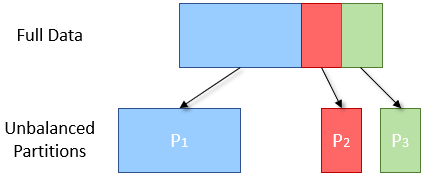 Full Data
Unbalanced
Partitions
P1
P2
P3